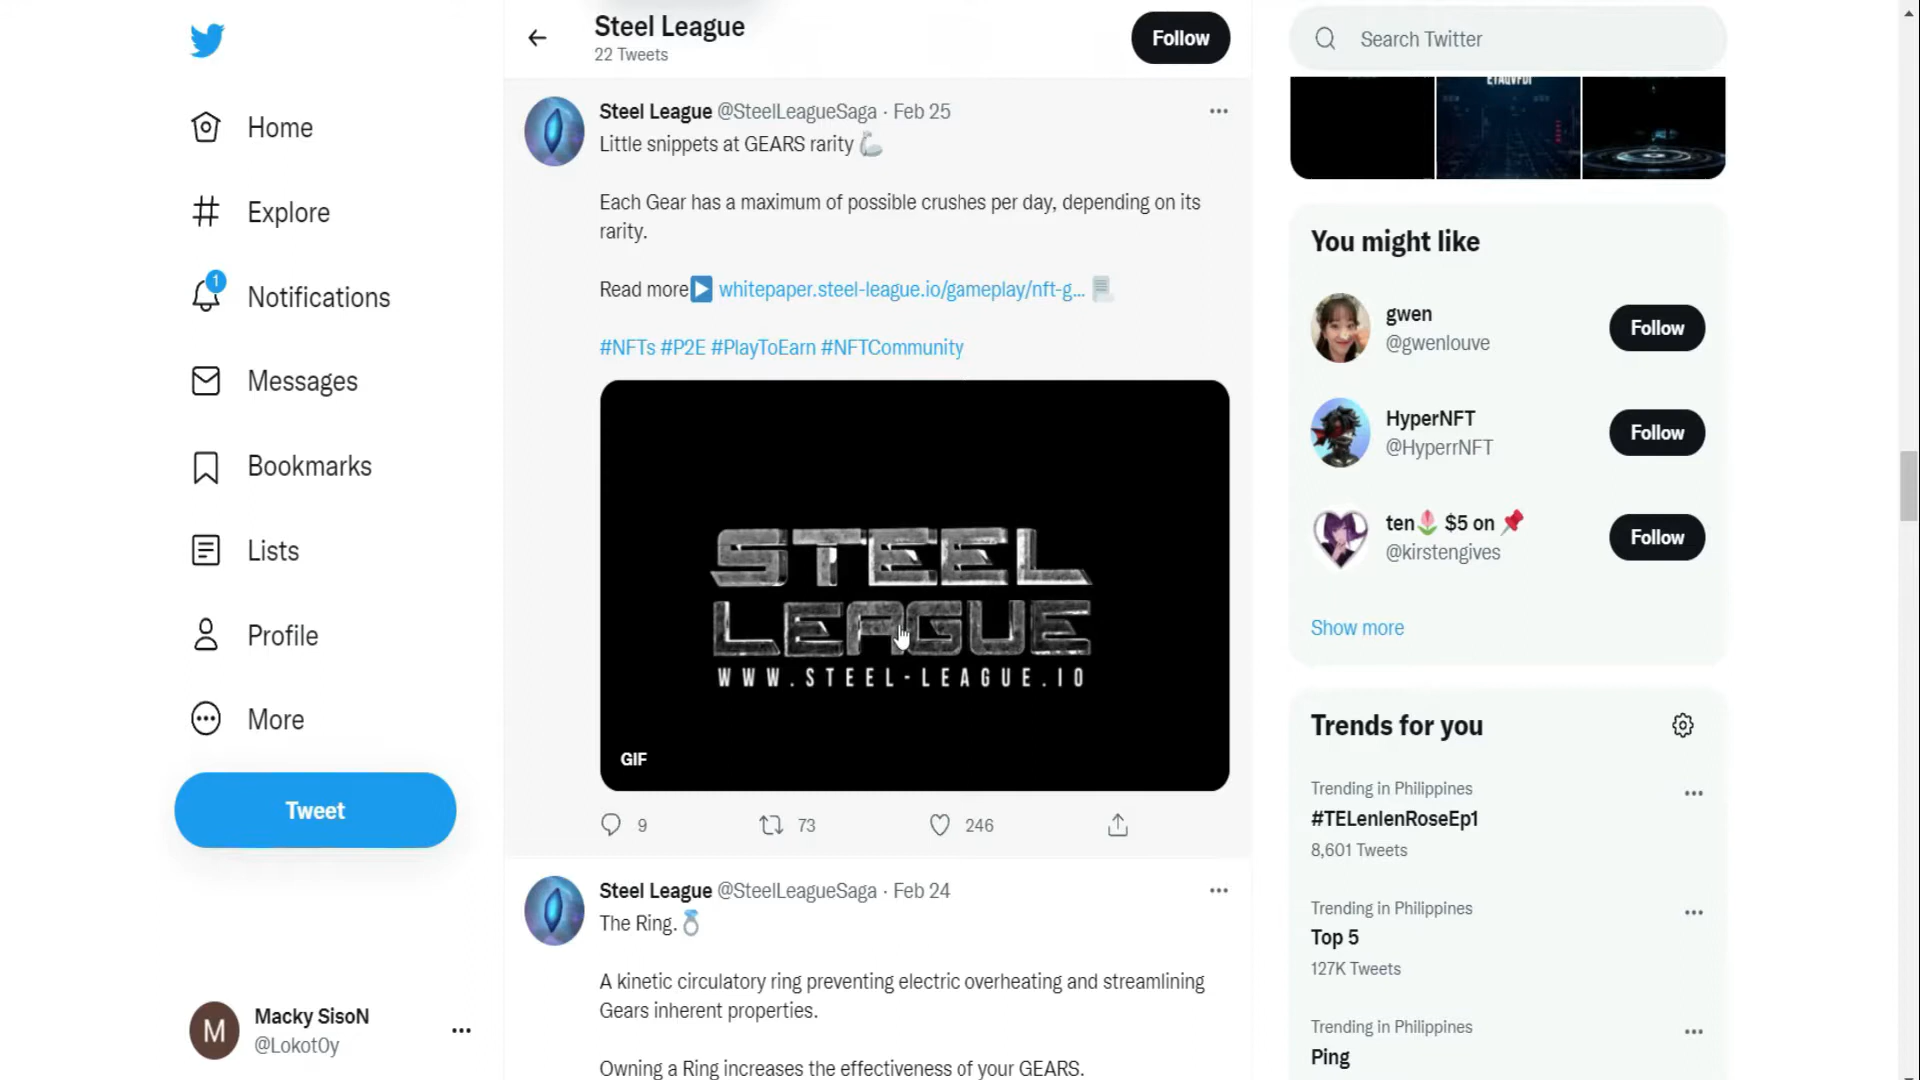 Home
Explore
1
Notifications
Messages
Bookmarks
Lists
Profile
More
Tweet
M
Macky SisoN
@LokotOy
Steel League
22 Tweets
Follow
Steel League @SteelLeagueSaga · Feb 25
Little snippets at GEARS rarity
Each Gear has a maximum of possible crushes per day, depending on its
rarity.
Read more whitepaper.steel-league.io/gameplay/nft-g...
#NFTs #P2E #PlayToEarn #NFTCommunity
STEEL
LEAGUE
WWW.STEEL-LEAGUE.IO
GIF
9 73 246
Steel League @SteelLeagueSaga · Feb 24
The Ring.
A kinetic circulatory ring preventing electric overheating and streamlining
Gears inherent properties.
Owning a Ring increases the effectiveness of your GEARS.
Search Twitter
You might like
gwen
@gwenlouve
Follow
HyperNFT
@HyperrNFT
Follow
ten $5 on
@kirstengives
Follow
Show more
Trends for you
Trending in Philippines
#TELenlenRoseEp1
8,601 Tweets
Trending in Philippines
Top 5
127K Tweets
Trending in Philippines
Ping